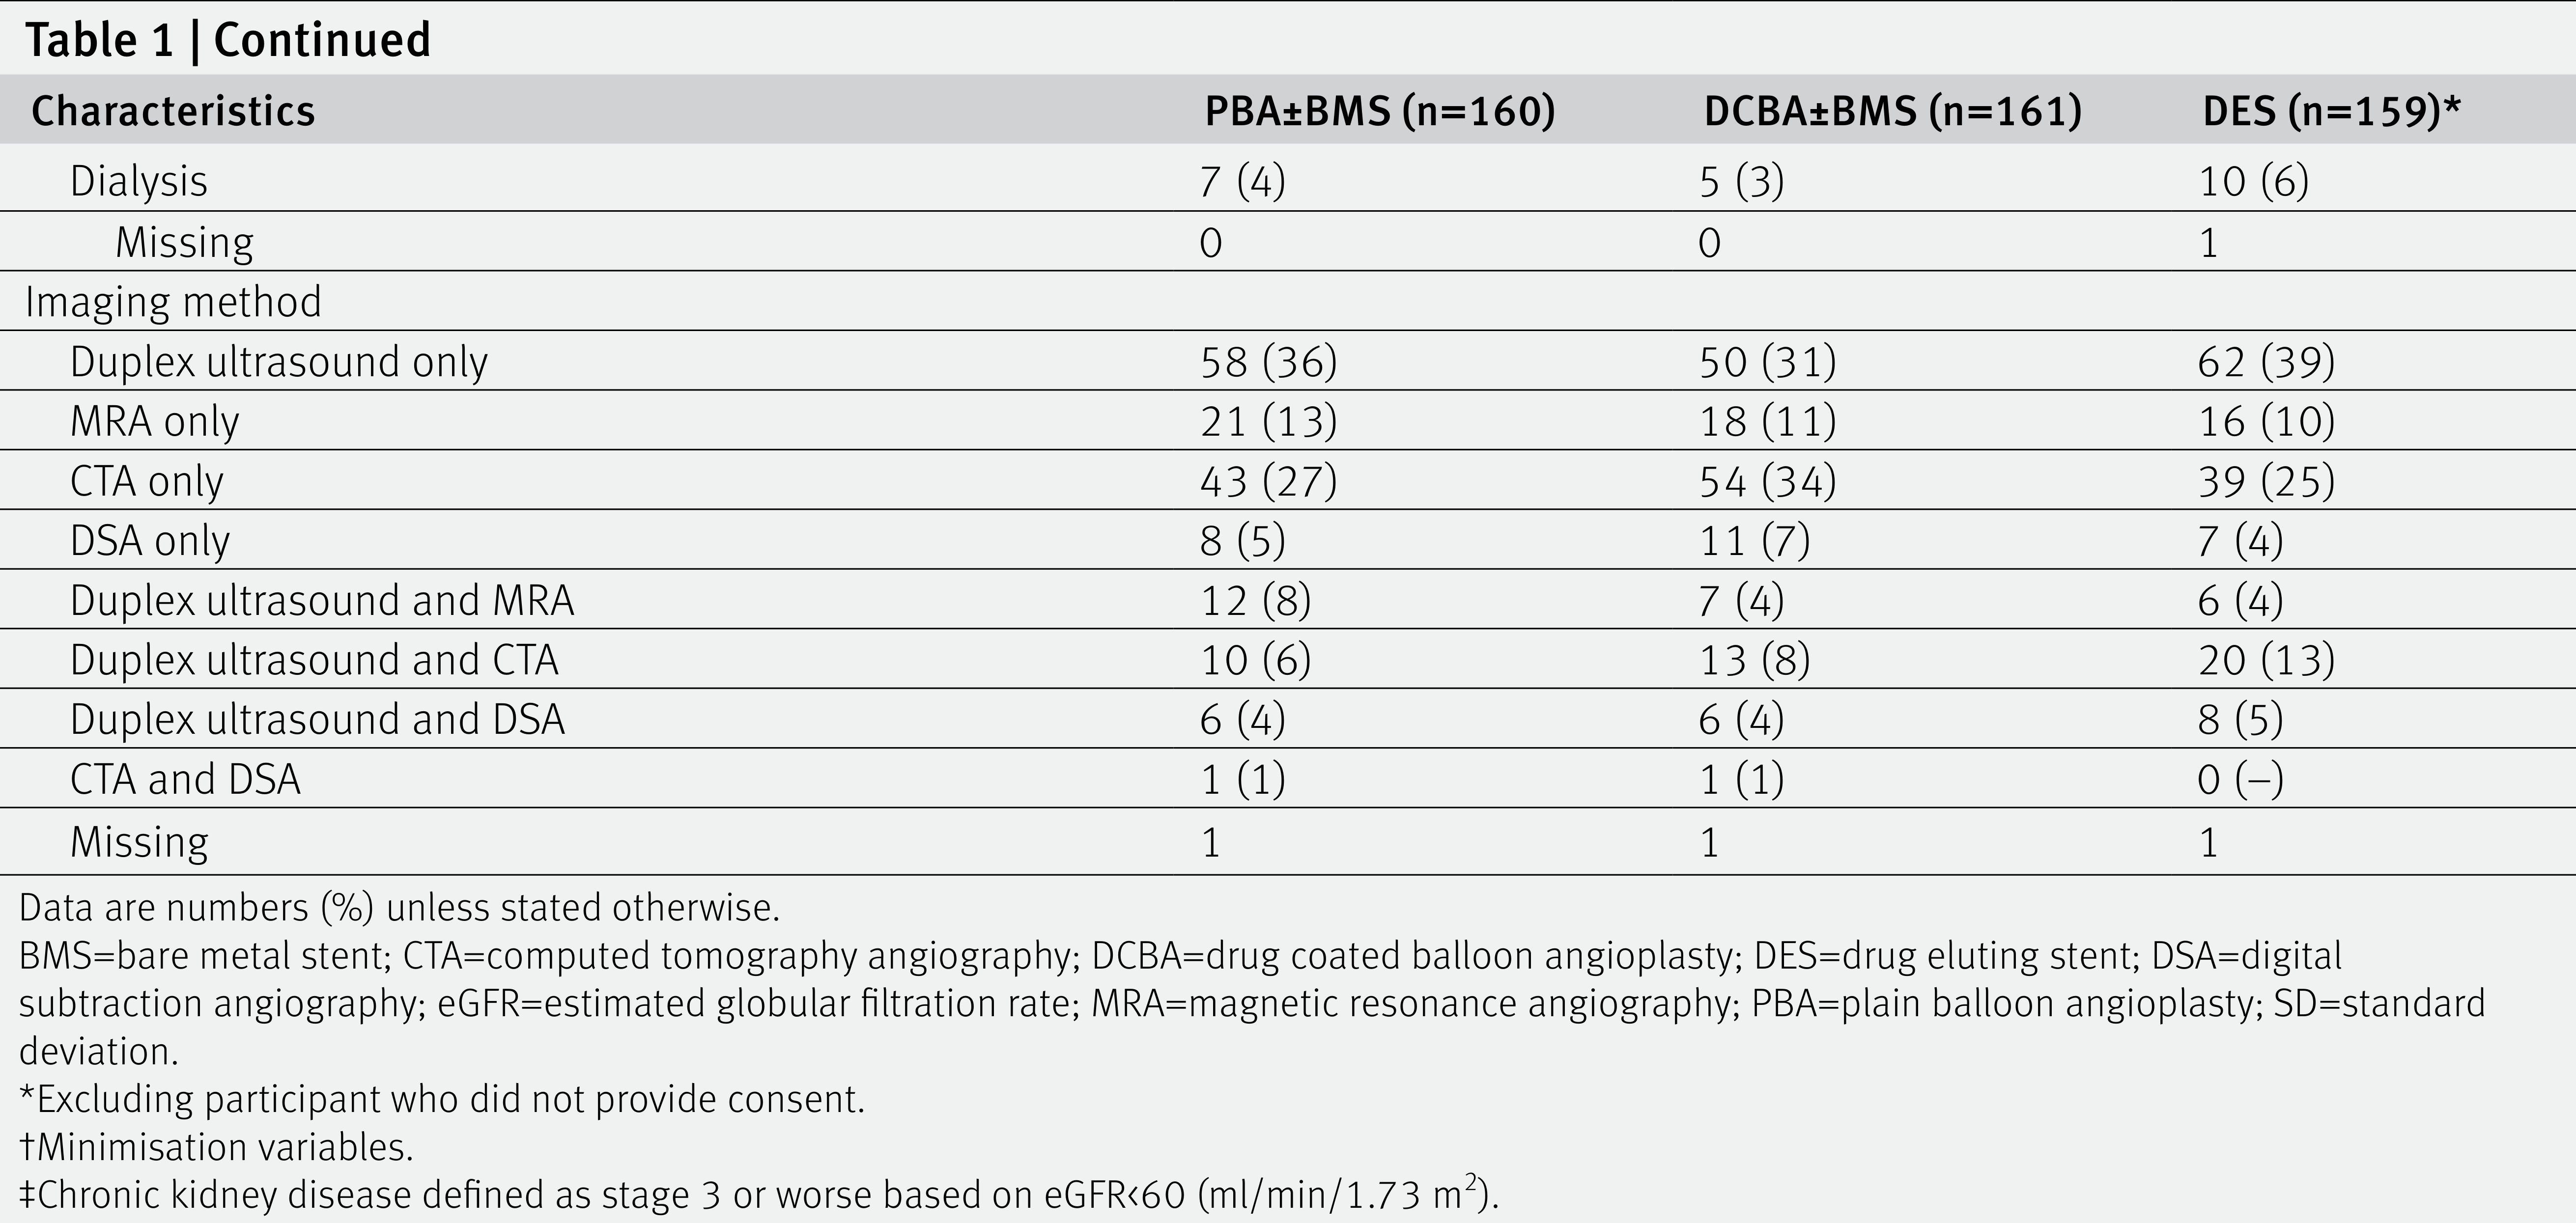 Table 1 | Continued
Characteristics PBA±BMS (n=160) DCBA±BMS (n=161) DES (n=159)*
Dialysis 7 (4) 5 (3) 10 (6)
Missing 0 0 1
Imaging method
Duplex ultrasound only 58 (36) 50 (31) 62 (39)
MRA only 21 (13) 18 (11) 16 (10)
CTA only 43 (27) 54 (34) 39 (25)
DSA only 8 (5) 11 (7) 7 (4)
Duplex ultrasound and MRA 12 (8) 7 (4) 6 (4)
Duplex ultrasound and CTA 10 (6) 13 (8) 20 (13)
Duplex ultrasound and DSA 6 (4) 6 (4) 8 (5)
CTA and DSA 1 (1) 1 (1) 0 (–)
Missing 1 1 1
Data are numbers (%) unless stated otherwise.
BMS=bare metal stent; CTA=computed tomography angiography; DCBA=drug coated balloon angioplasty; DES=drug eluting stent; DSA=digital
subtraction angiography; eGFR=estimated globular filtration rate; MRA=magnetic resonance angiography; PBA=plain balloon angioplasty; SD=standard
deviation.
*Excluding participant who did not provide consent.
†Minimisation variables.
‡Chronic kidney disease defined as stage 3 or worse based on eGFR<60 (ml/min/1.73 m²).